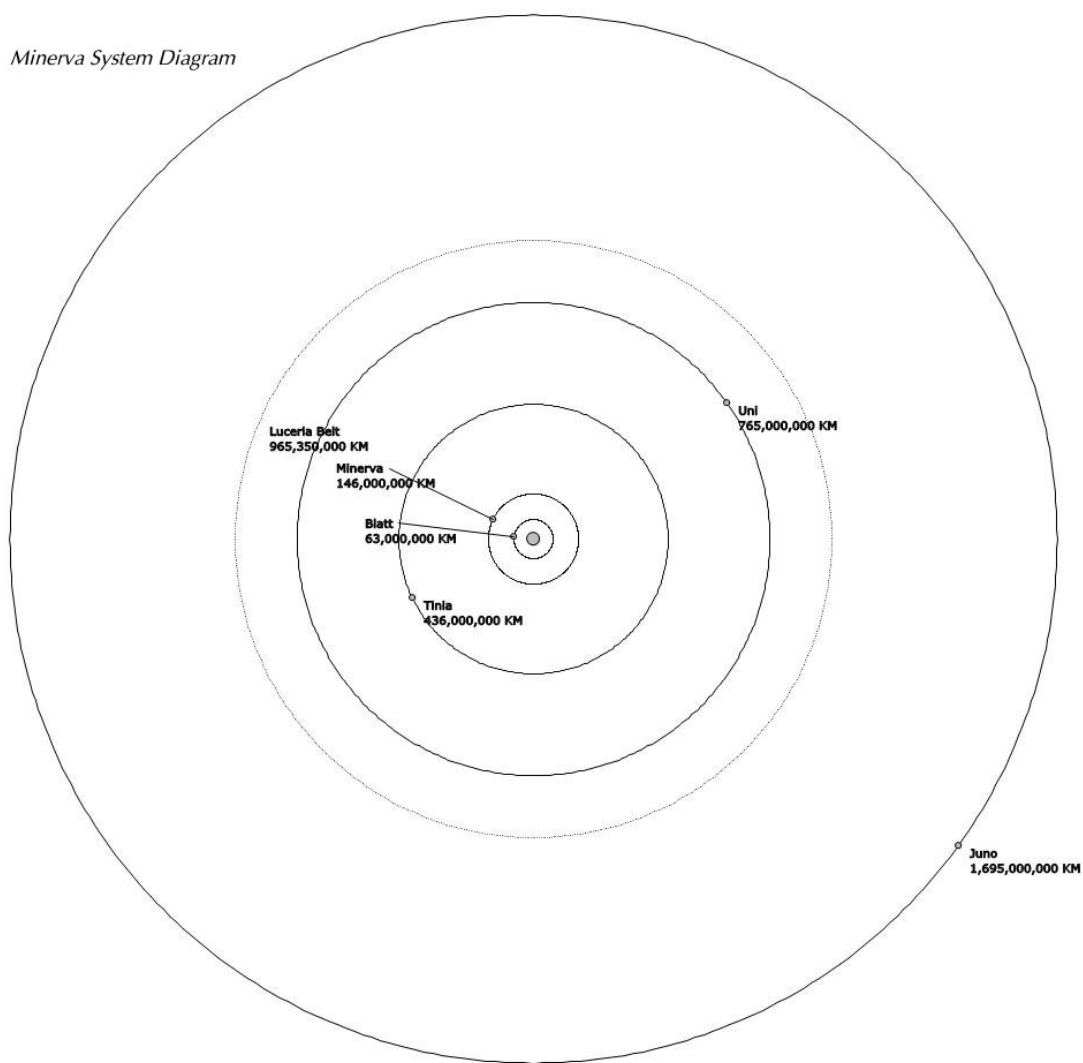 Minerva System Diagram
Uni
765,000,000 KM
Luceria Belt
965,350,000 KM
Minerva
146,000,000 KM
Blatt
63,000,000 KM
Tinia
436,000,000 KM
Juno
1,695,000,000 KM